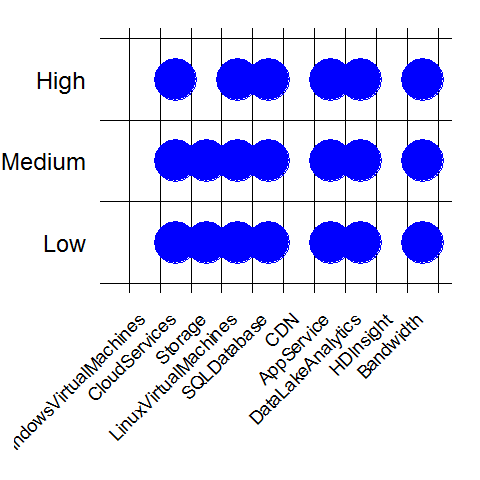 High
Medium
Low
ndowsVirtualMachines
CloudServices
Storage
LinuxVirtualMachines
SQLDatabase
CDN
AppService
DataLakeAnalytics
HDInsight
Bandwidth